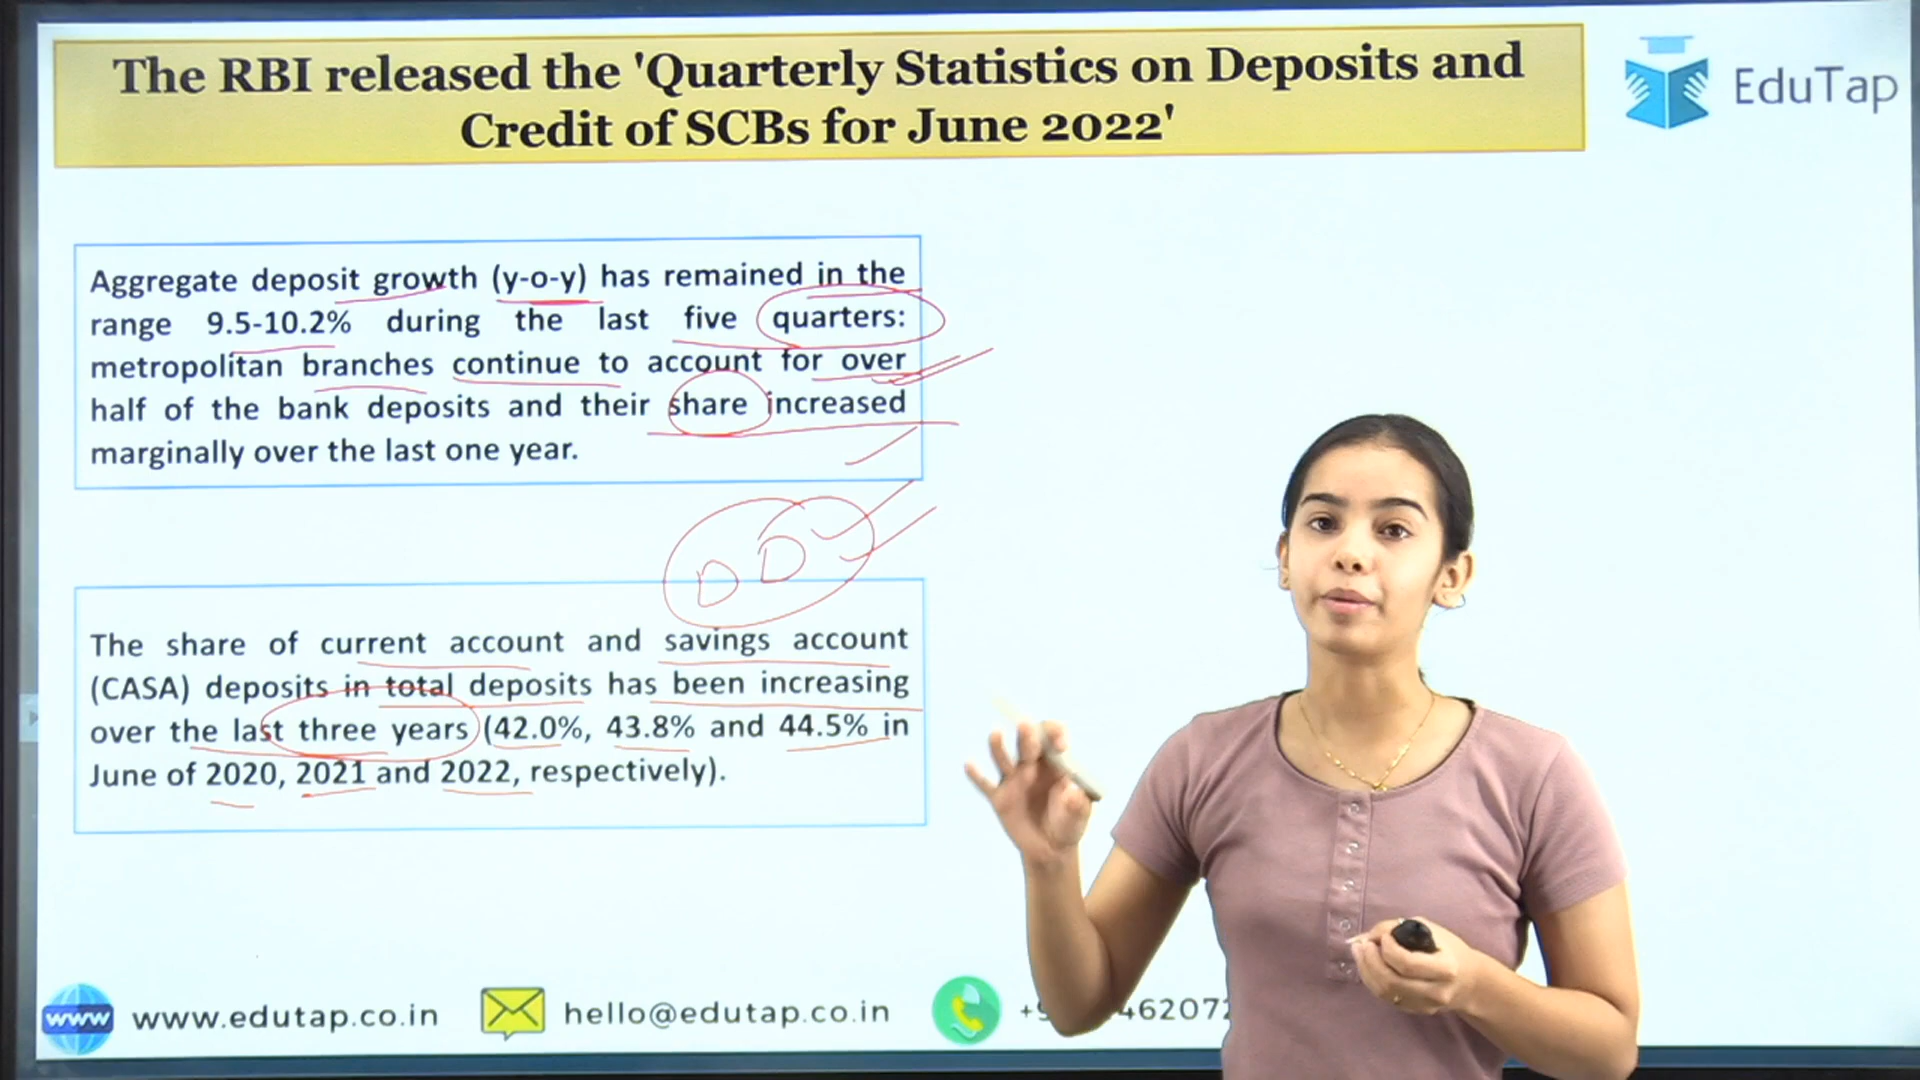 The RBI released the 'Quarterly Statistics on Deposits and
Credit of SCBs for June 2022'
EduTap
Aggregate deposit growth (y-o-y) has remained in the
range 9.5-10.2% during the last five quarters:
metropolitan branches continue to account for over
half of the bank deposits and their share increased
marginally over the last one year.
D D
The share of current account and savings account
(CASA) deposits in total deposits has been increasing
over the last three years (42.0%, 43.8% and 44.5% in
June of 2020, 2021 and 2022, respectively).
www www.edutap.co.in hello@edutap.co.in